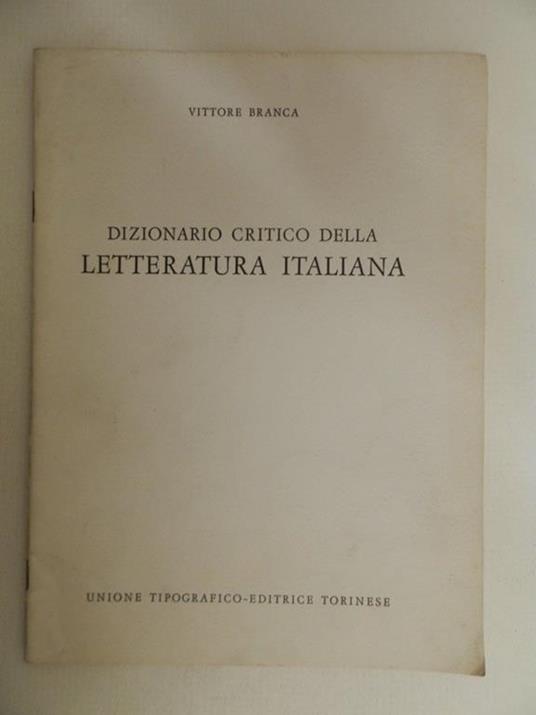 VITTORE BRANCA
DIZIONARIO CRITICO DELLA
LETTERATURA ITALIANA
UNIONE TIPOGRAFICO-EDITRICE TORINESE